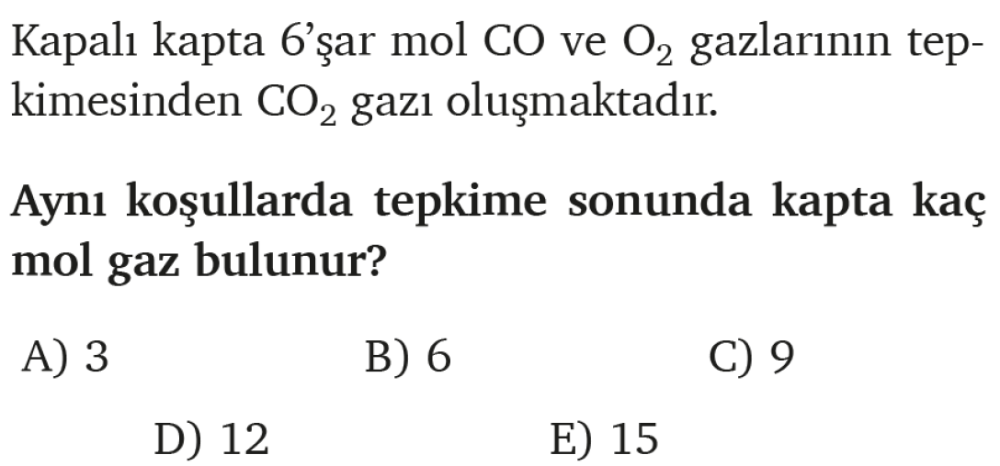 Kapalı kapta 6’şar mol CO ve O₂ gazlarının tep-
kimesinden CO₂ gazı oluşmaktadır.
Aynı koşullarda tepkime sonunda kapta kaç
mol gaz bulunur?
A) 3 B) 6 C) 9
D) 12 E) 15